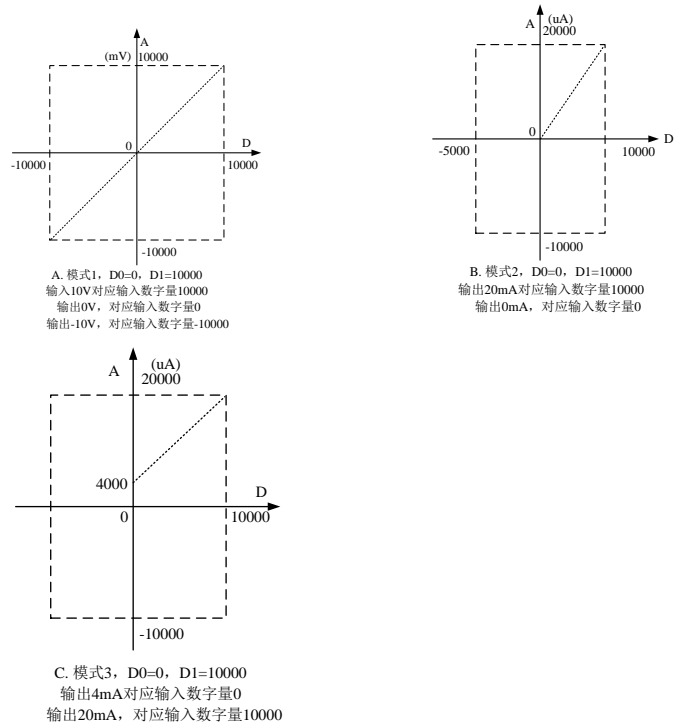 A
(mV) 10000
0
D
-10000
10000
-10000
A. 模式1，D0=0，D1=10000
输入10V对应输入数字量10000
输出0V，对应输入数字量0
输出-10V，对应输入数字量-10000
A (uA)
20000
0
-5000
10000 D
-10000
B. 模式2，D0=0，D1=10000
输出20mA对应输入数字量10000
输出0mA，对应输入数字量0
A (uA)
20000
4000
D
0
10000
-10000
C. 模式3，D0=0，D1=10000
输出4mA对应输入数字量0
输出20mA，对应输入数字量10000